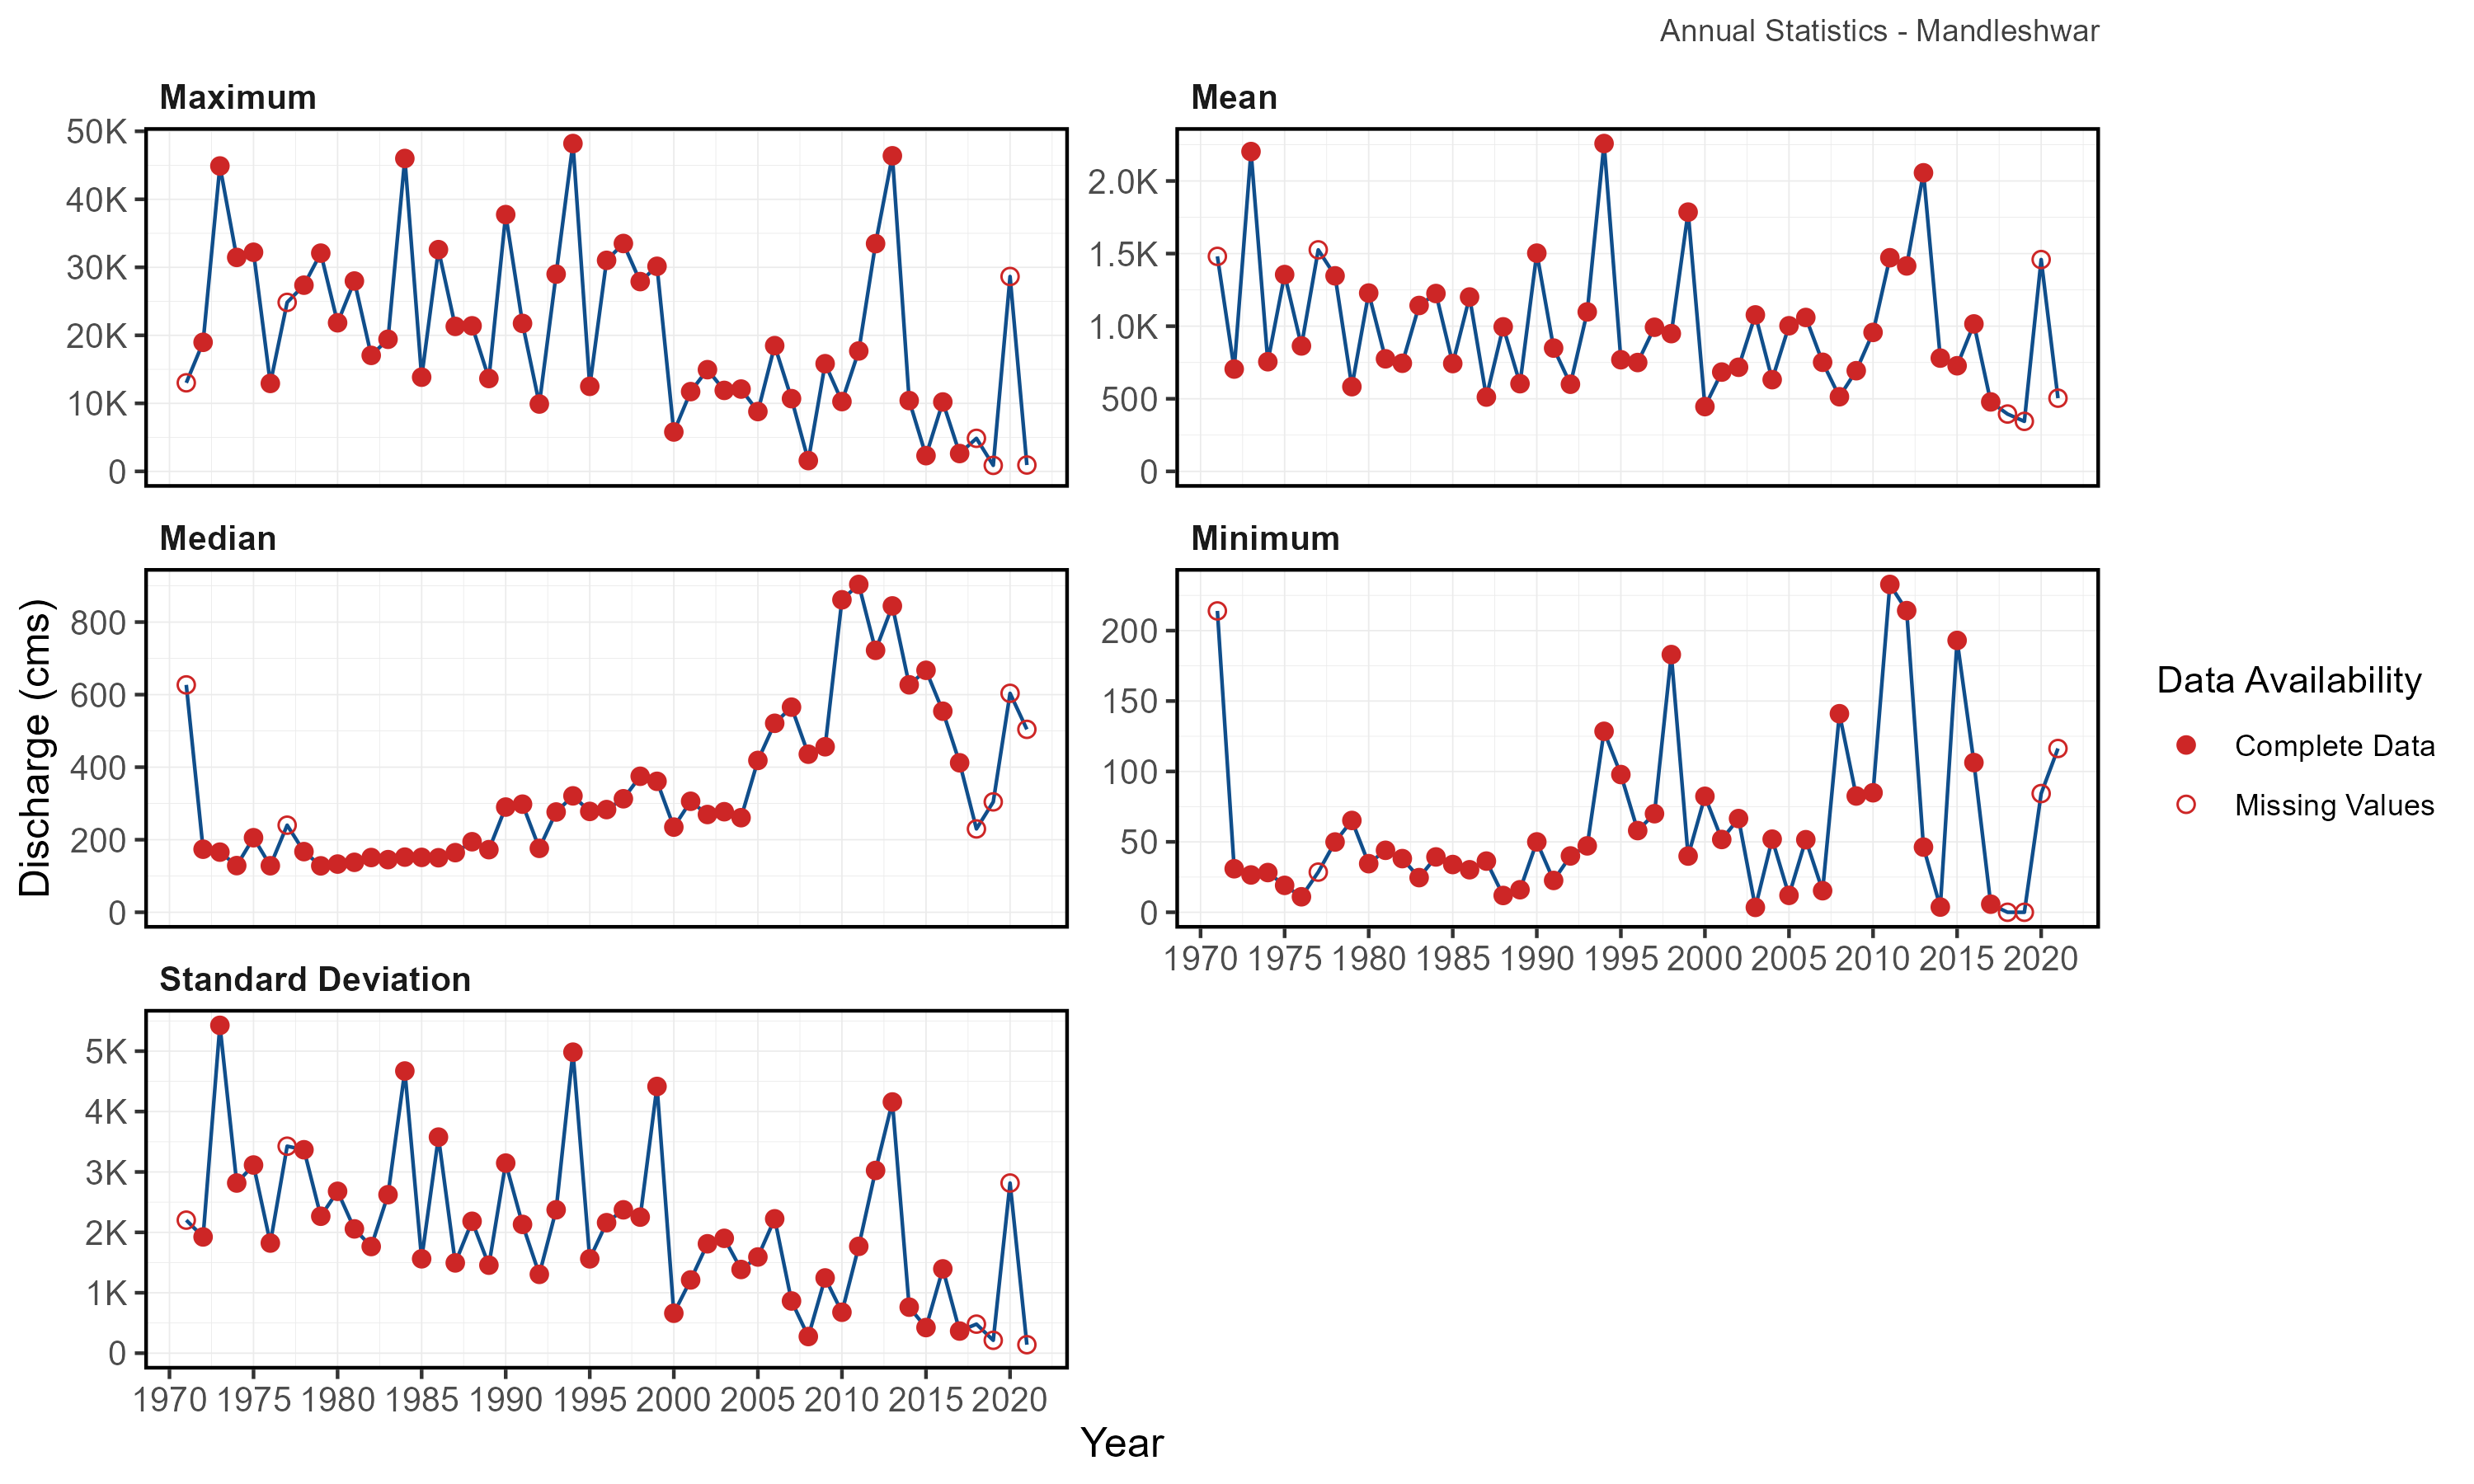 Annual Statistics - Mandleshwar
Maximum
50K
40K
30K
20K
10K
0
Mean
2.0K
1.5K
1.0K
500
0
Median
800
600
400
200
0
Minimum
200
150
100
50
0
1970 1975 1980 1985 1990 1995 2000 2005 2010 2015 2020
Standard Deviation
5K
4K
3K
2K
1K
0
1970 1975 1980 1985 1990 1995 2000 2005 2010 2015 2020
Discharge (cms)
Year
Data Availability
Complete Data
Missing Values